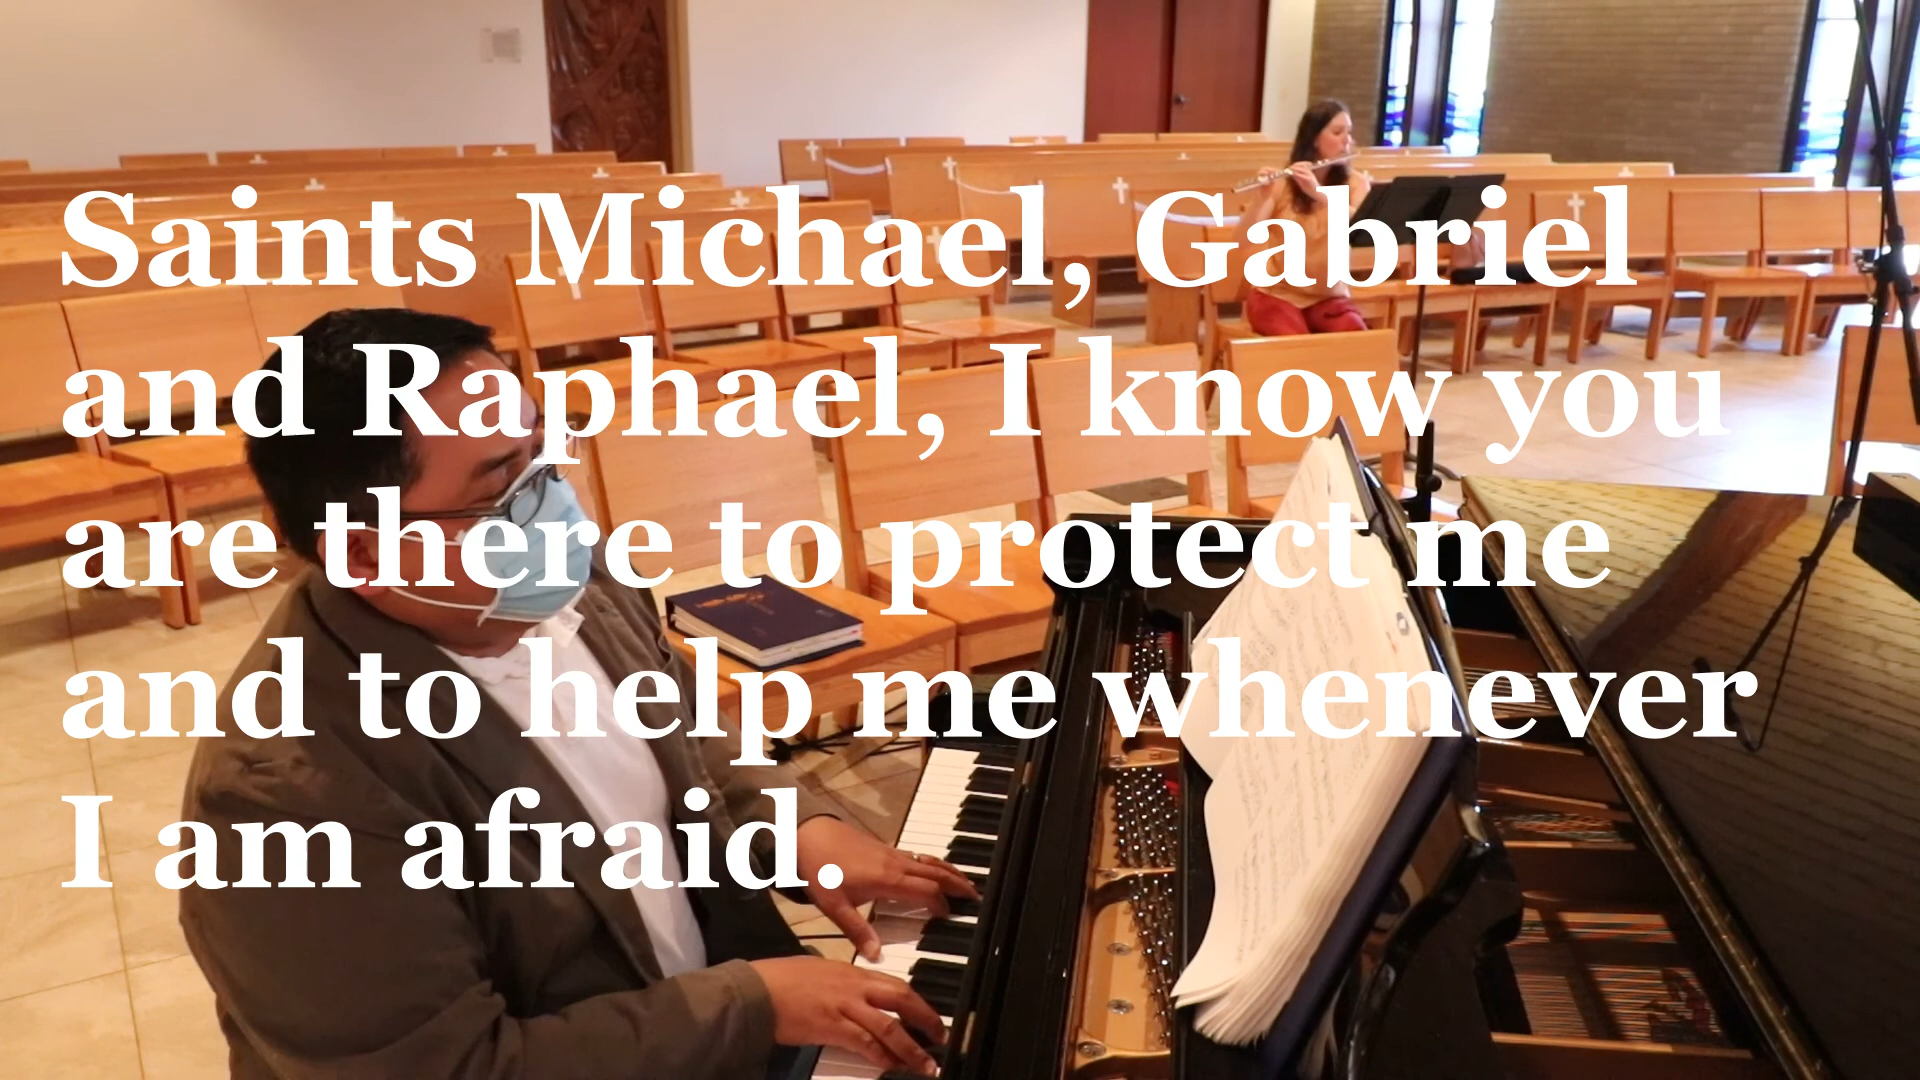 Saints Michael, Gabriel
and Raphael, I know you
are there to protect me
and to help me whenever
I am afraid.